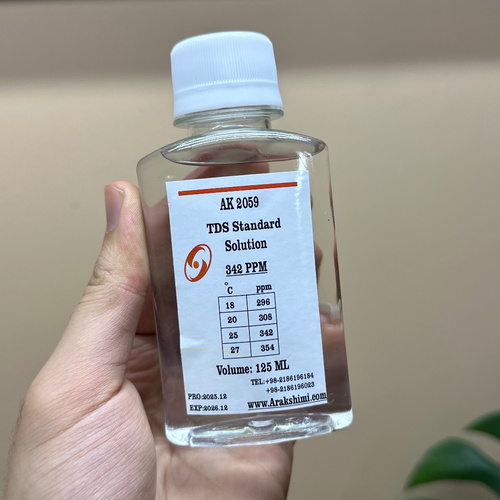 AK 2059
TDS Standard
Solution
342 PPM
°C ppm
18 296
20 308
25 342
27 354
Volume: 125 ML
TEL:+98-2186196184
+98-2186196023
PRO:2025.12
EXP:2026.12
www.Arakshimi.com